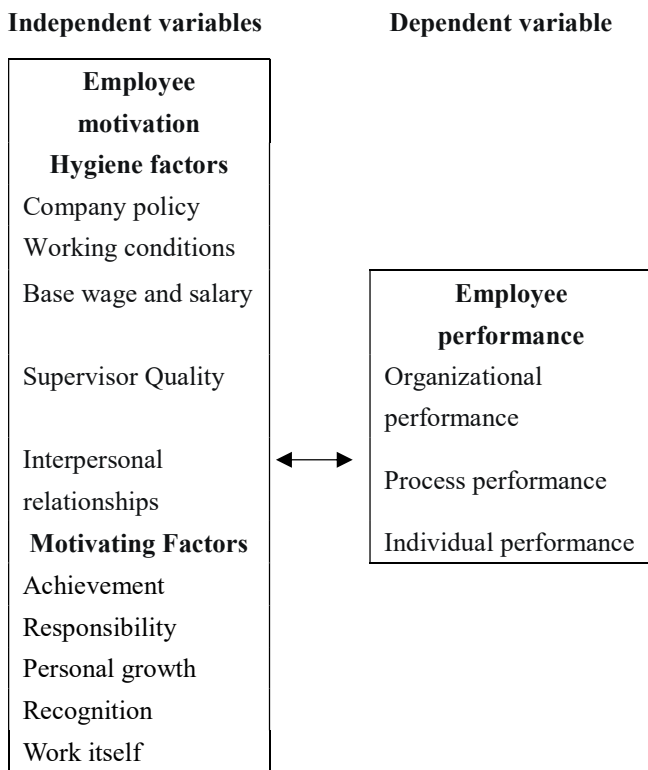 Independent variables
Dependent variable
Employee
motivation
Hygiene factors
Company policy
Working conditions
Base wage and salary
Supervisor Quality
Interpersonal
relationships
Motivating Factors
Achievement
Responsibility
Personal growth
Recognition
Work itself
Employee
performance
Organizational
performance
Process performance
Individual performance